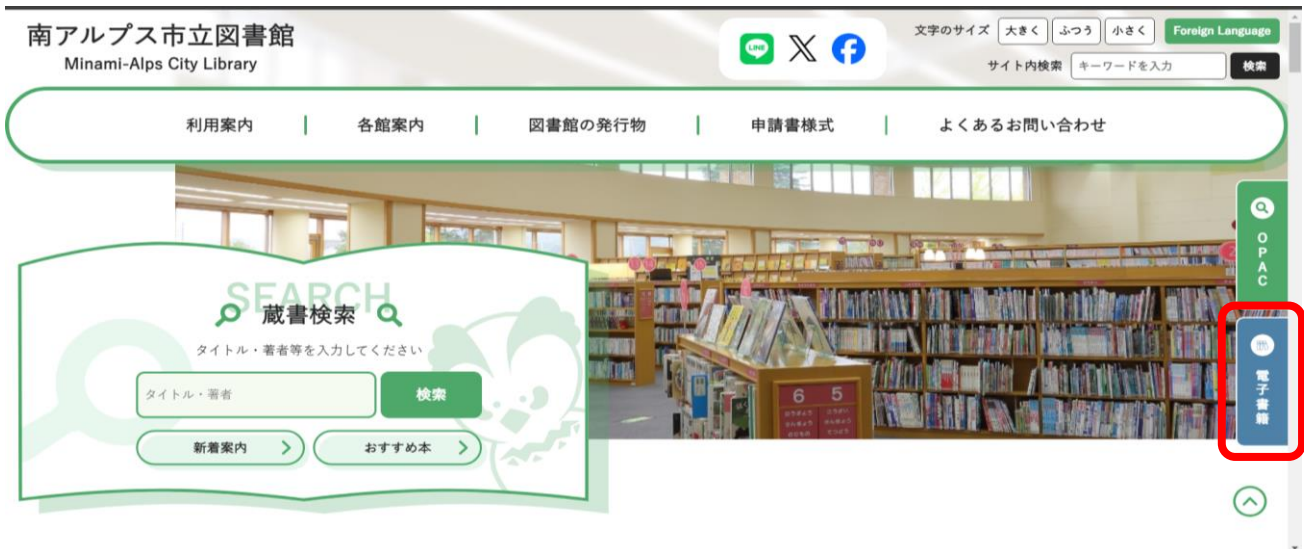 南アルプス市立図書館
Minami-Alps City Library
LINE
文字のサイズ 大きく ふつう 小さく Foreign Language
サイト内検索 キーワードを入力 検索
利用案内 各館案内 図書館の発行物 申請書様式 よくあるお問い合わせ
OPAC
電子書籍
SEARCH
蔵書検索
タイトル・著者等を入力してください
タイトル・著者 検索
新着案内 おすすめ本
6 5